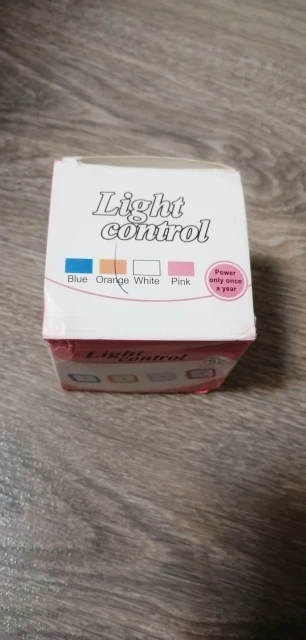 Light
control
Blue Orange White Pink
Power
only once
a year
Light control